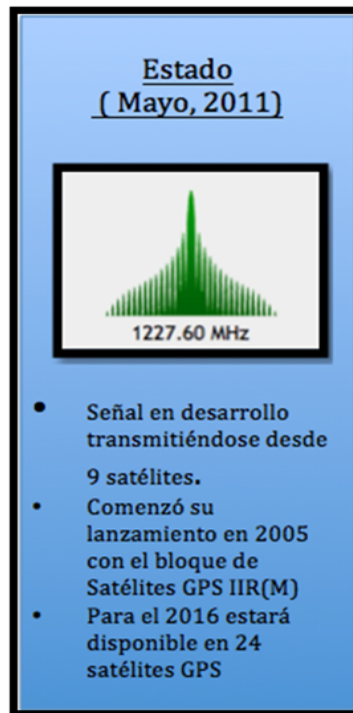 Estado
( Mayo, 2011)
1227.60 MHz
• Señal en desarrollo
transmitiéndose desde
9 satélites.
• Comenzó su
lanzamiento en 2005
con el bloque de
Satélites GPS IIR(M)
• Para el 2016 estará
disponible en 24
satélites GPS